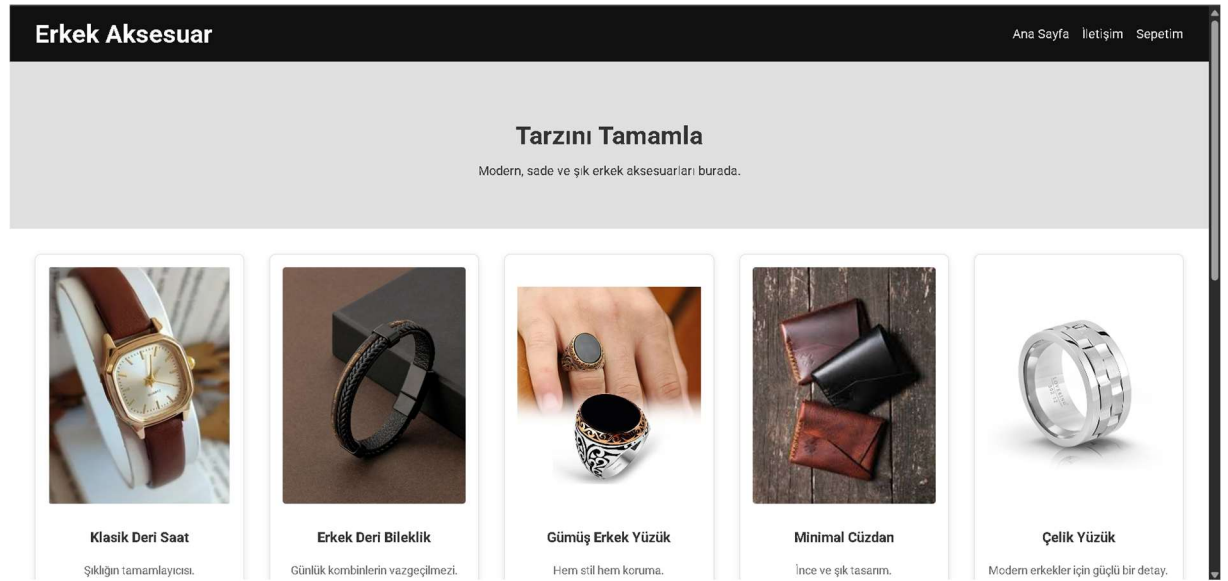 Erkek Aksesuar
Ana Sayfa İletişim Sepetim
Tarzını Tamamla
Modern, sade ve şık erkek aksesuarları burada.
Klasik Deri Saat
Şıklığın tamamlayıcısı.
Erkek Deri Bileklik
Günlük kombinlerin vazgeçilmezi.
Gümüş Erkek Yüzük
Hem stil hem koruma.
Minimal Cüzdan
İnce ve şık tasarım.
Çelik Yüzük
Modern erkekler için güçlü bir detay.